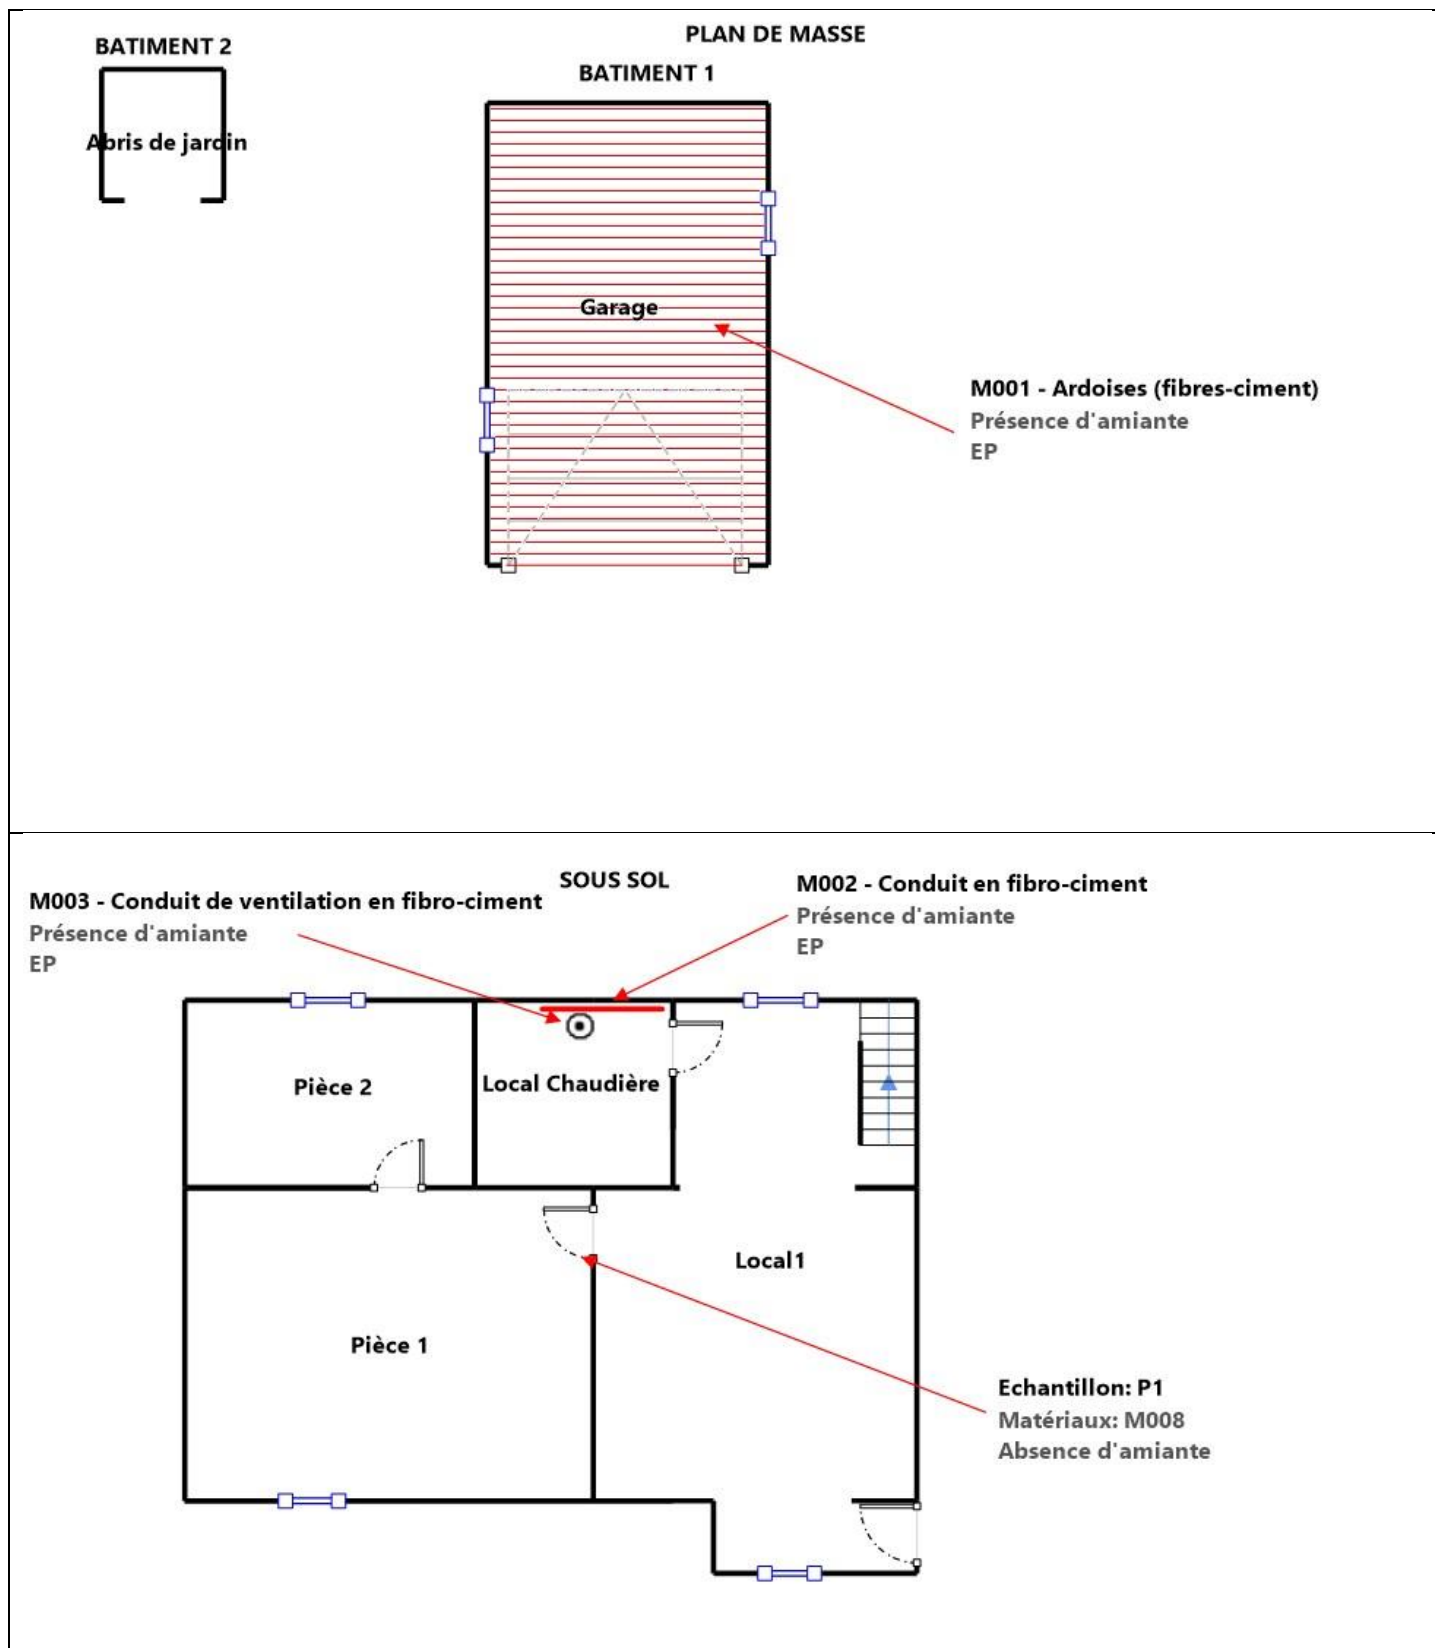 PLAN DE MASSE
BATIMENT 2
BATIMENT 1
Abris de jardin
Garage
M001 - Ardoises (fibres-ciment)
Présence d'amiante
EP
SOUS SOL
M003 - Conduit de ventilation en fibro-ciment
Présence d'amiante
EP
M002 - Conduit en fibro-ciment
Présence d'amiante
EP
Pièce 2
Local Chaudière
Local1
Pièce 1
Echantillon: P1
Matériaux: M008
Absence d'amiante